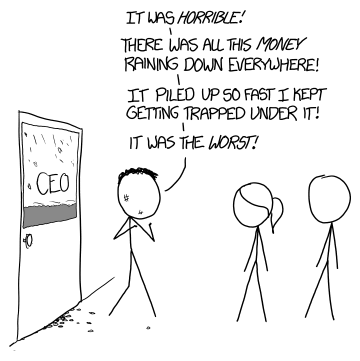 IT WAS HORRIBLE!
THERE WAS ALL THIS MONEY
RAINING DOWN EVERYWHERE!
IT PILED UP SO FAST I KEPT
GETTING TRAPPED UNDER IT!
IT WAS THE WORST!
CEO